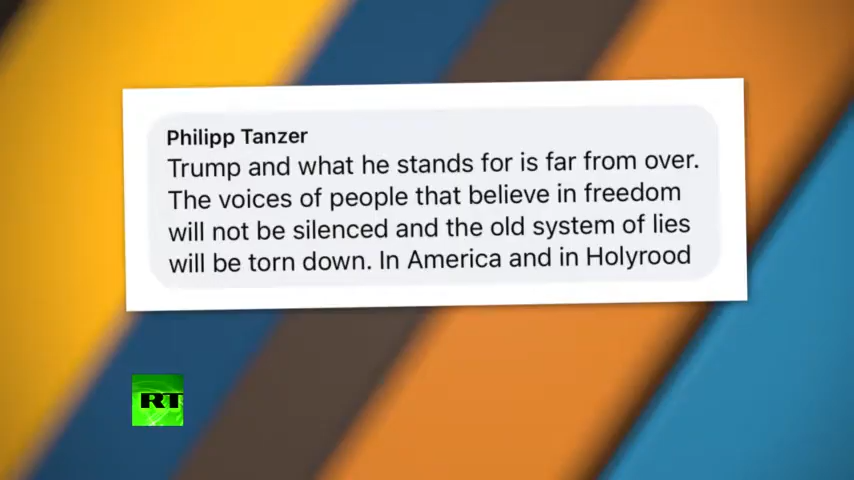 Philipp Tanzer
Trump and what he stands for is far from over.
The voices of people that believe in freedom
will not be silenced and the old system of lies
will be torn down. In America and in Holyrood
RT